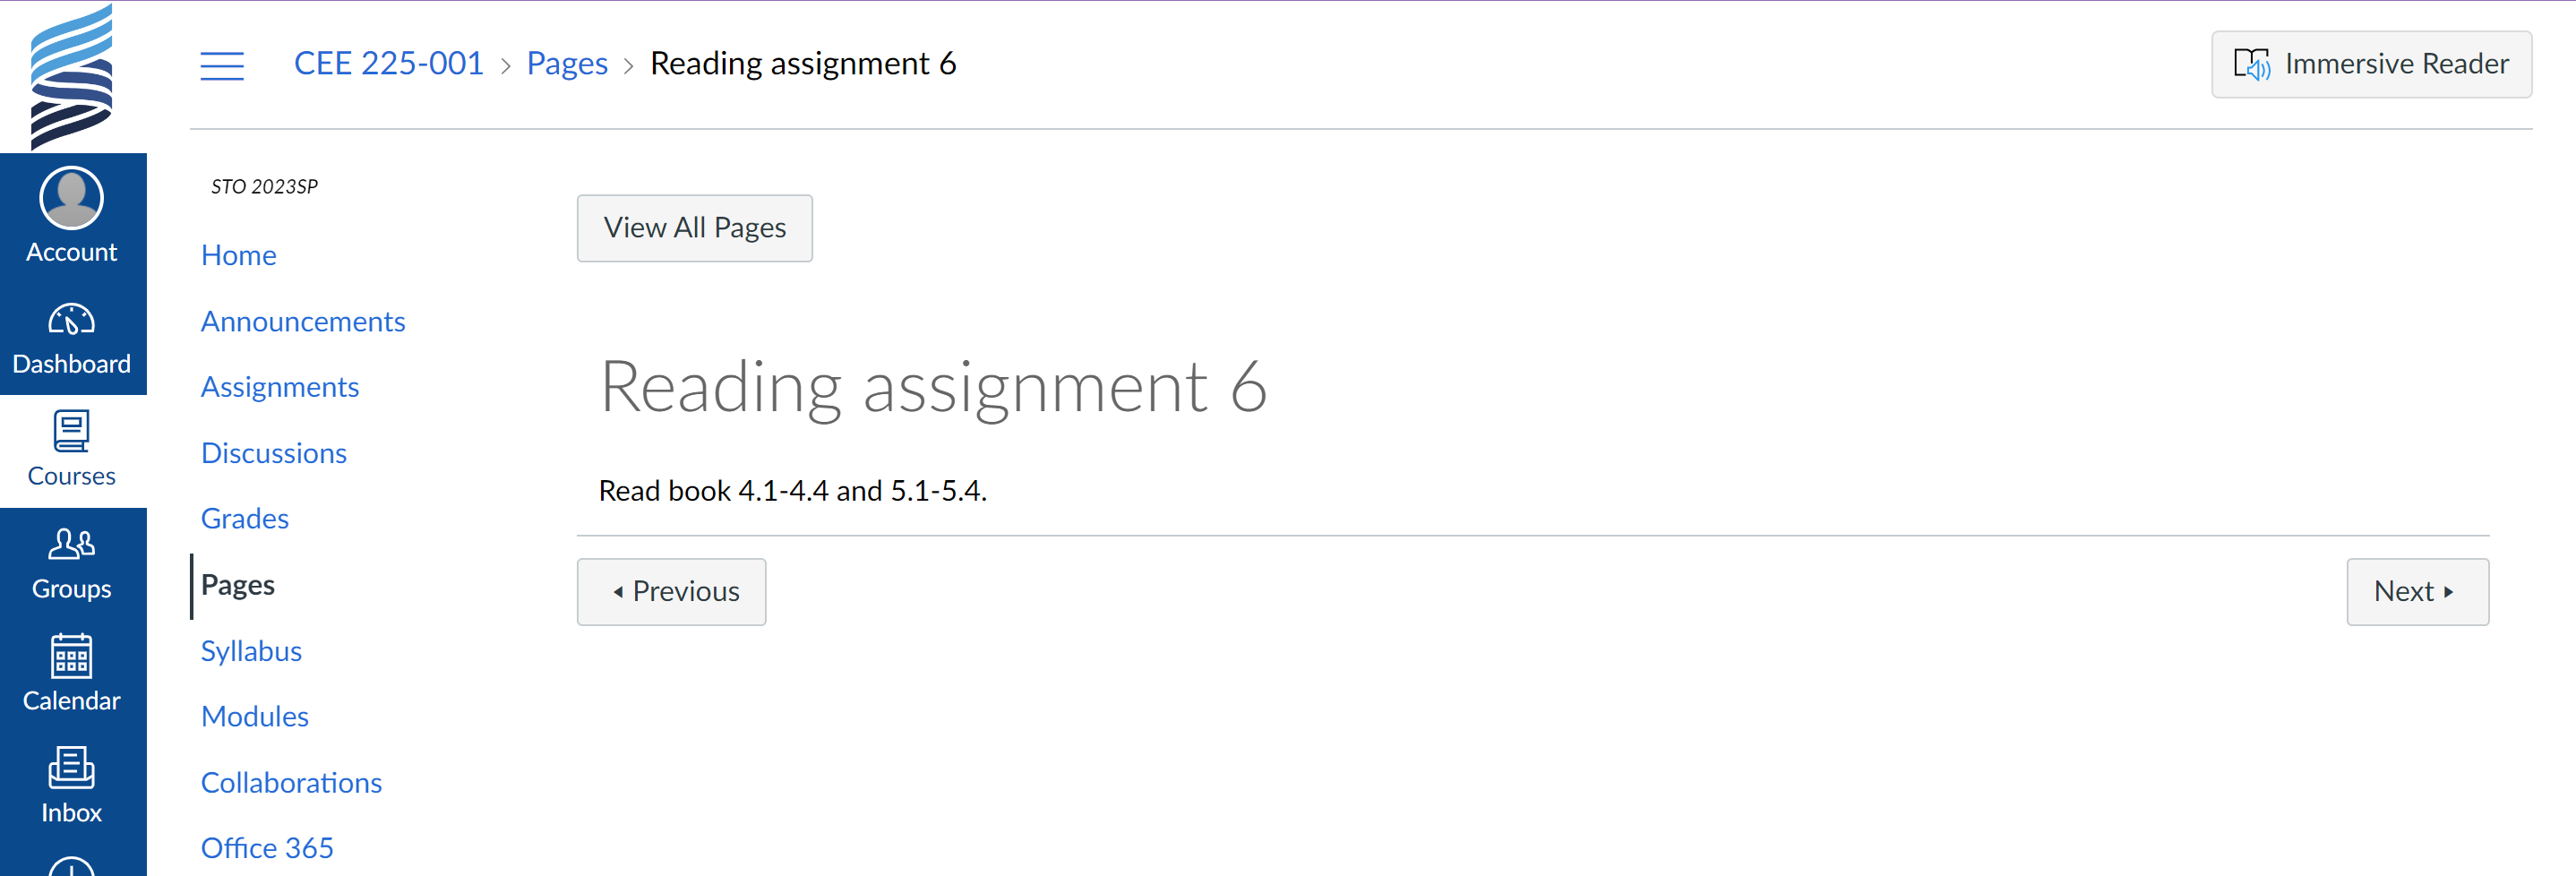 CEE 225-001 > Pages > Reading assignment 6
Immersive Reader
Account
Dashboard
Courses
Groups
Calendar
Inbox
STO 2023SP
Home
Announcements
Assignments
Discussions
Grades
Pages
Syllabus
Modules
Collaborations
Office 365
View All Pages
Reading assignment 6
Read book 4.1-4.4 and 5.1-5.4.
Previous
Next